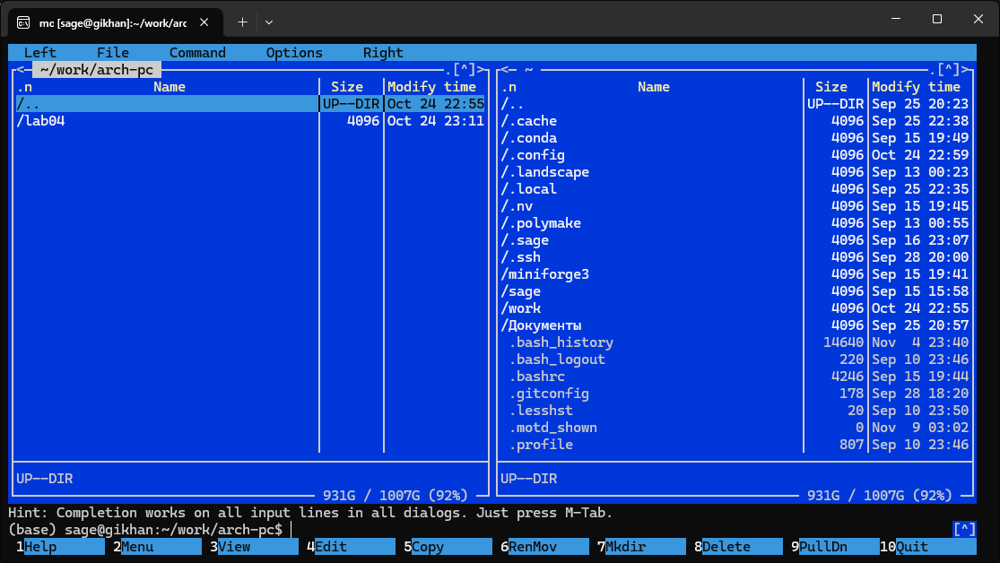 mc [sage@gikhan]:~/work/arc
Left File Command Options Right
<─ ~/work/arch-pc .[^]>
.n Name Size Modify time
/.. UP--DIR Oct 24 22:55
/lab04 4096 Oct 24 23:11
UP--DIR
931G / 1007G (92%)
<─ ~ .[^]>
.n Name Size Modify time
/.. UP--DIR Sep 25 20:23
/.cache 4096 Sep 25 22:38
/.conda 4096 Sep 15 19:49
/.config 4096 Oct 24 22:59
/.landscape 4096 Sep 13 00:23
/.local 4096 Sep 25 22:35
/.nv 4096 Sep 15 19:45
/.polymake 4096 Sep 13 00:55
/.sage 4096 Sep 16 23:07
/.ssh 4096 Sep 28 20:00
/miniforge3 4096 Sep 15 19:41
/sage 4096 Sep 15 15:58
/work 4096 Oct 24 22:55
/Документы 4096 Sep 25 20:57
.bash_history 14640 Nov 4 23:40
.bash_logout 220 Sep 10 23:46
.bashrc 4246 Sep 15 19:44
.gitconfig 178 Sep 28 18:20
.lesshst 20 Sep 10 23:50
.motd_shown 0 Nov 9 03:02
.profile 807 Sep 10 23:46
UP--DIR
931G / 1007G (92%)
Hint: Completion works on all input lines in all dialogs. Just press M-Tab.
(base) sage@gikhan:~/work/arch-pc$ [^]
1Help 2Menu 3View 4Edit 5Copy 6RenMov 7Mkdir 8Delete 9PullDn 10Quit